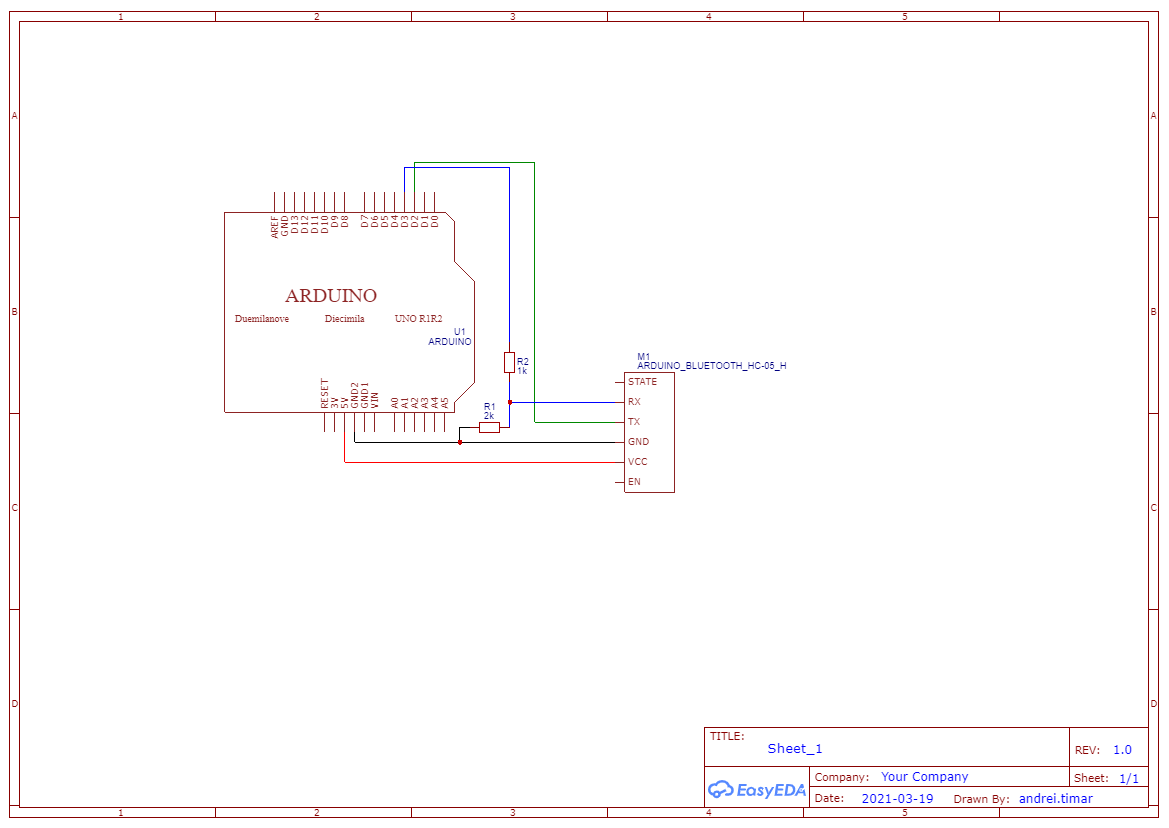 1 2 3 4 5
A A
AREF GND D13 D12 D11 D10 D9 D8 D7 D6 D5 D4 D3 D2 D1 D0
ARDUINO
B B
Duemilanove Diecimila UNO R1R2
U1
ARDUINO
M1
ARDUINO_BLUETOOTH_HC-05_H
R2
1k
STATE
RX
TX
GND
VCC
EN
RESET 3V 5V GND2 GND1 VIN A0 A1 A2 A3 A4 A5
R1
2k
C C
D D
TITLE:
Sheet_1
REV: 1.0
EasyEDA
Company: Your Company
Sheet: 1/1
Date: 2021-03-19 Drawn By: andrei.timar
1 2 3 4 5